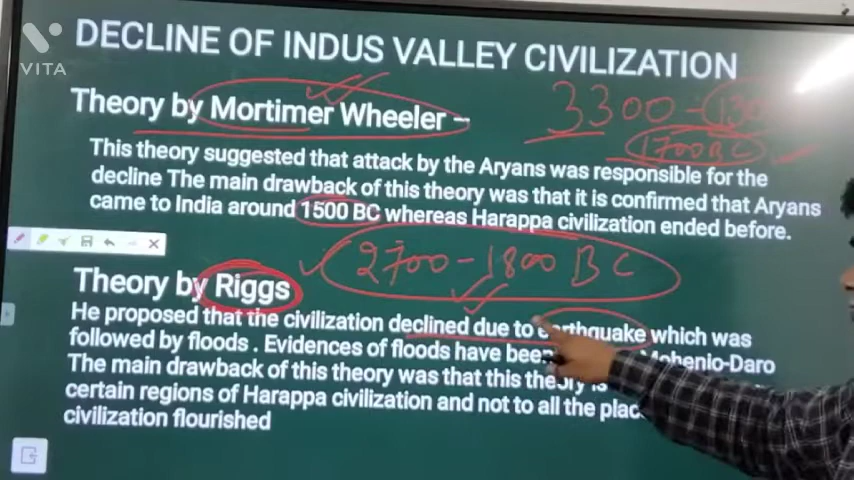 VITA
DECLINE OF INDUS VALLEY CIVILIZATION
3300 -
Theory by Mortimer Wheeler –
1700 BC
This theory suggested that attack by the Aryans was responsible for the
decline The main drawback of this theory was that it is confirmed that Aryans
came to India around 1500 BC whereas Harappa civilization ended before.
2700 - 1800 BC
Theory by Riggs
He proposed that the civilization declined due to earthquake which was
followed by floods . Evidences of floods have been Mohenjo-Daro
The main drawback of this theory was that this theory is
certain regions of Harappa civilization and not to all the
civilization flourished